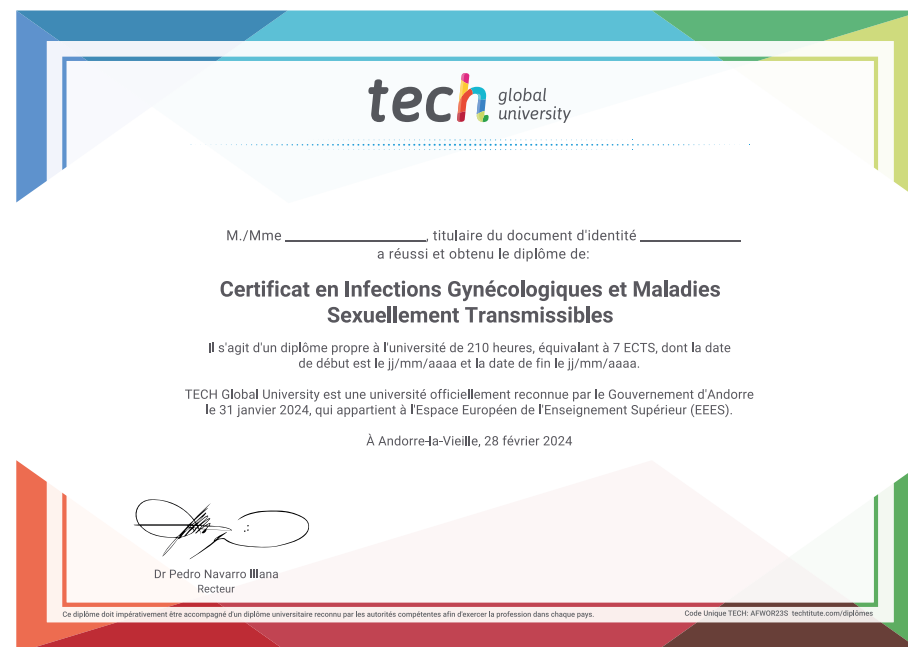 tech global university
M./Mme ____________, titulaire du document d'identité ____________
a réussi et obtenu le diplôme de:
Certificat en Infections Gynécologiques et Maladies
Sexuellement Transmissibles
Il s'agit d'un diplôme propre à l'université de 210 heures, équivalant à 7 ECTS, dont la date
de début est le jj/mm/aaaa et la date de fin le jj/mm/aaaa.
TECH Global University est une université officiellement reconnue par le Gouvernement d'Andorre
le 31 janvier 2024, qui appartient à l'Espace Européen de l'Enseignement Supérieur (EEES).
À Andorre-la-Vieille, 28 février 2024
Dr Pedro Navarro Illana
Recteur
Ce diplôme doit impérativement être accompagné d'un diplôme universitaire reconnu par les autorités compétentes afin d'exercer la profession dans chaque pays.
Code Unique TECH: AFWOR23S techtitute.com/diplômes